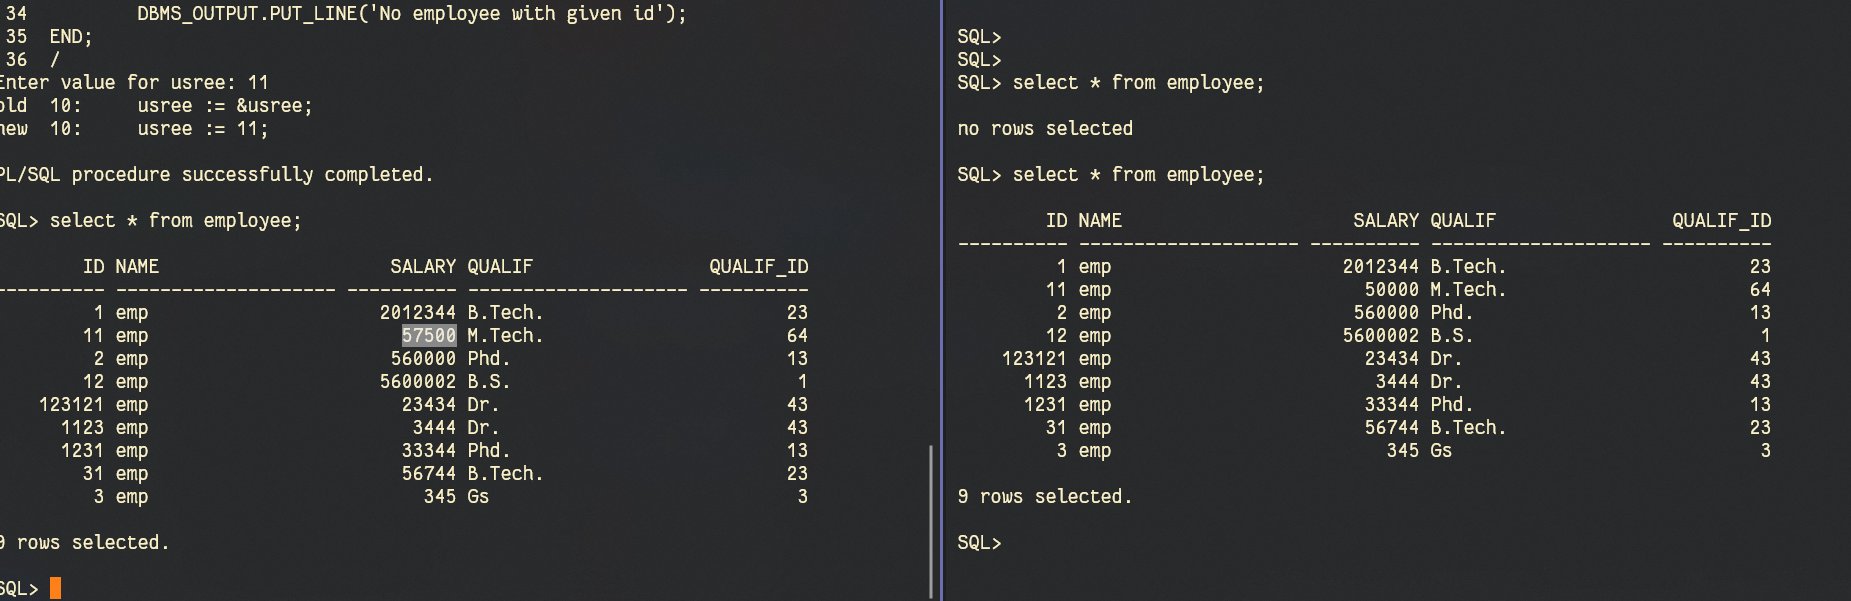 34          DBMS_OUTPUT.PUT_LINE('No employee with given id');
35  END;
36  /
Enter value for usree: 11
old  10:     usree := &usree;
new  10:     usree := 11;
PL/SQL procedure successfully completed.
SQL> select * from employee;
        ID NAME                     SALARY QUALIF                QUALIF_ID
---------- -------------------- ---------- -------------------- ----------
         1 emp                     2012344 B.Tech.                      23
        11 emp                       57500 M.Tech.                      64
         2 emp                      560000 Phd.                         13
        12 emp                     5600002 B.S.                          1
    123121 emp                       23434 Dr.                          43
      1123 emp                        3444 Dr.                          43
      1231 emp                       33344 Phd.                         13
        31 emp                       56744 B.Tech.                      23
         3 emp                         345 Gs                            3
9 rows selected.
SQL>
SQL>
SQL>
SQL> select * from employee;
no rows selected
SQL> select * from employee;
        ID NAME                     SALARY QUALIF                QUALIF_ID
---------- -------------------- ---------- -------------------- ----------
         1 emp                     2012344 B.Tech.                      23
        11 emp                       50000 M.Tech.                      64
         2 emp                      560000 Phd.                         13
        12 emp                     5600002 B.S.                          1
    123121 emp                       23434 Dr.                          43
      1123 emp                        3444 Dr.                          43
      1231 emp                       33344 Phd.                         13
        31 emp                       56744 B.Tech.                      23
         3 emp                         345 Gs                            3
9 rows selected.
SQL>